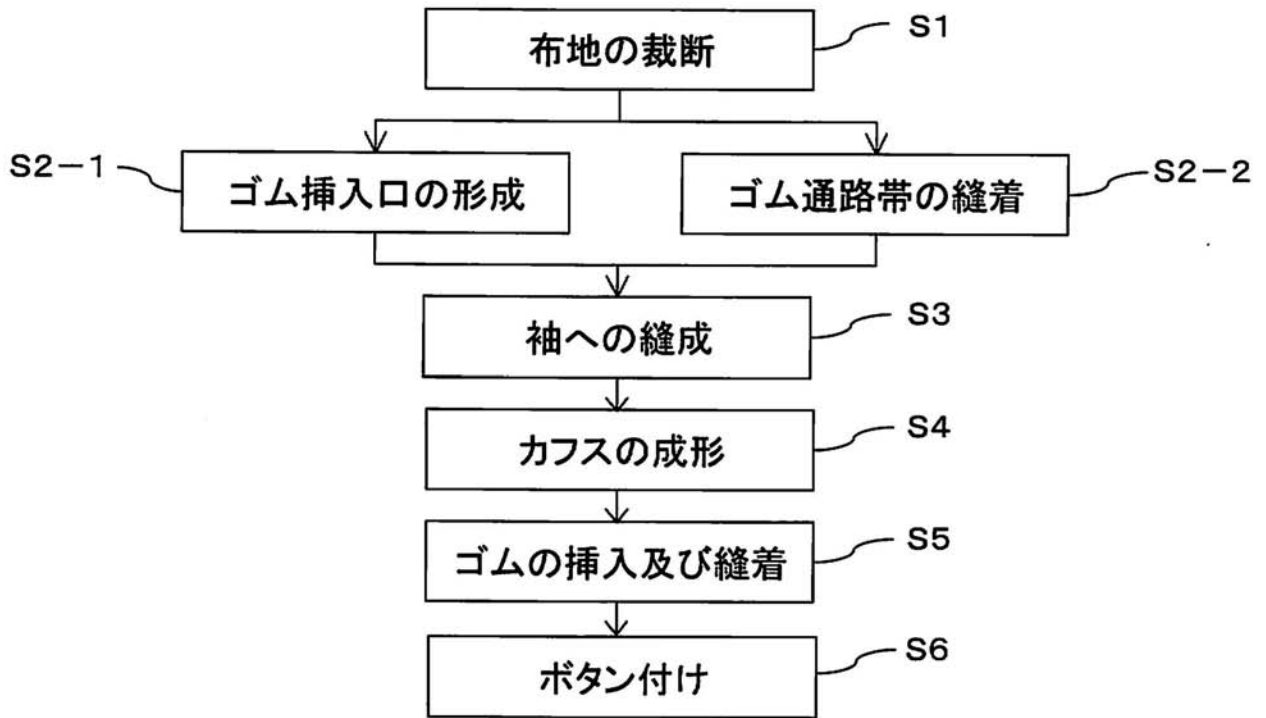 布地の裁断
S1
S2－1
ゴム挿入口の形成
ゴム通路帯の縫着
S2－2
袖への縫成
S3
カフスの成形
S4
ゴムの挿入及び縫着
S5
ボタン付け
S6